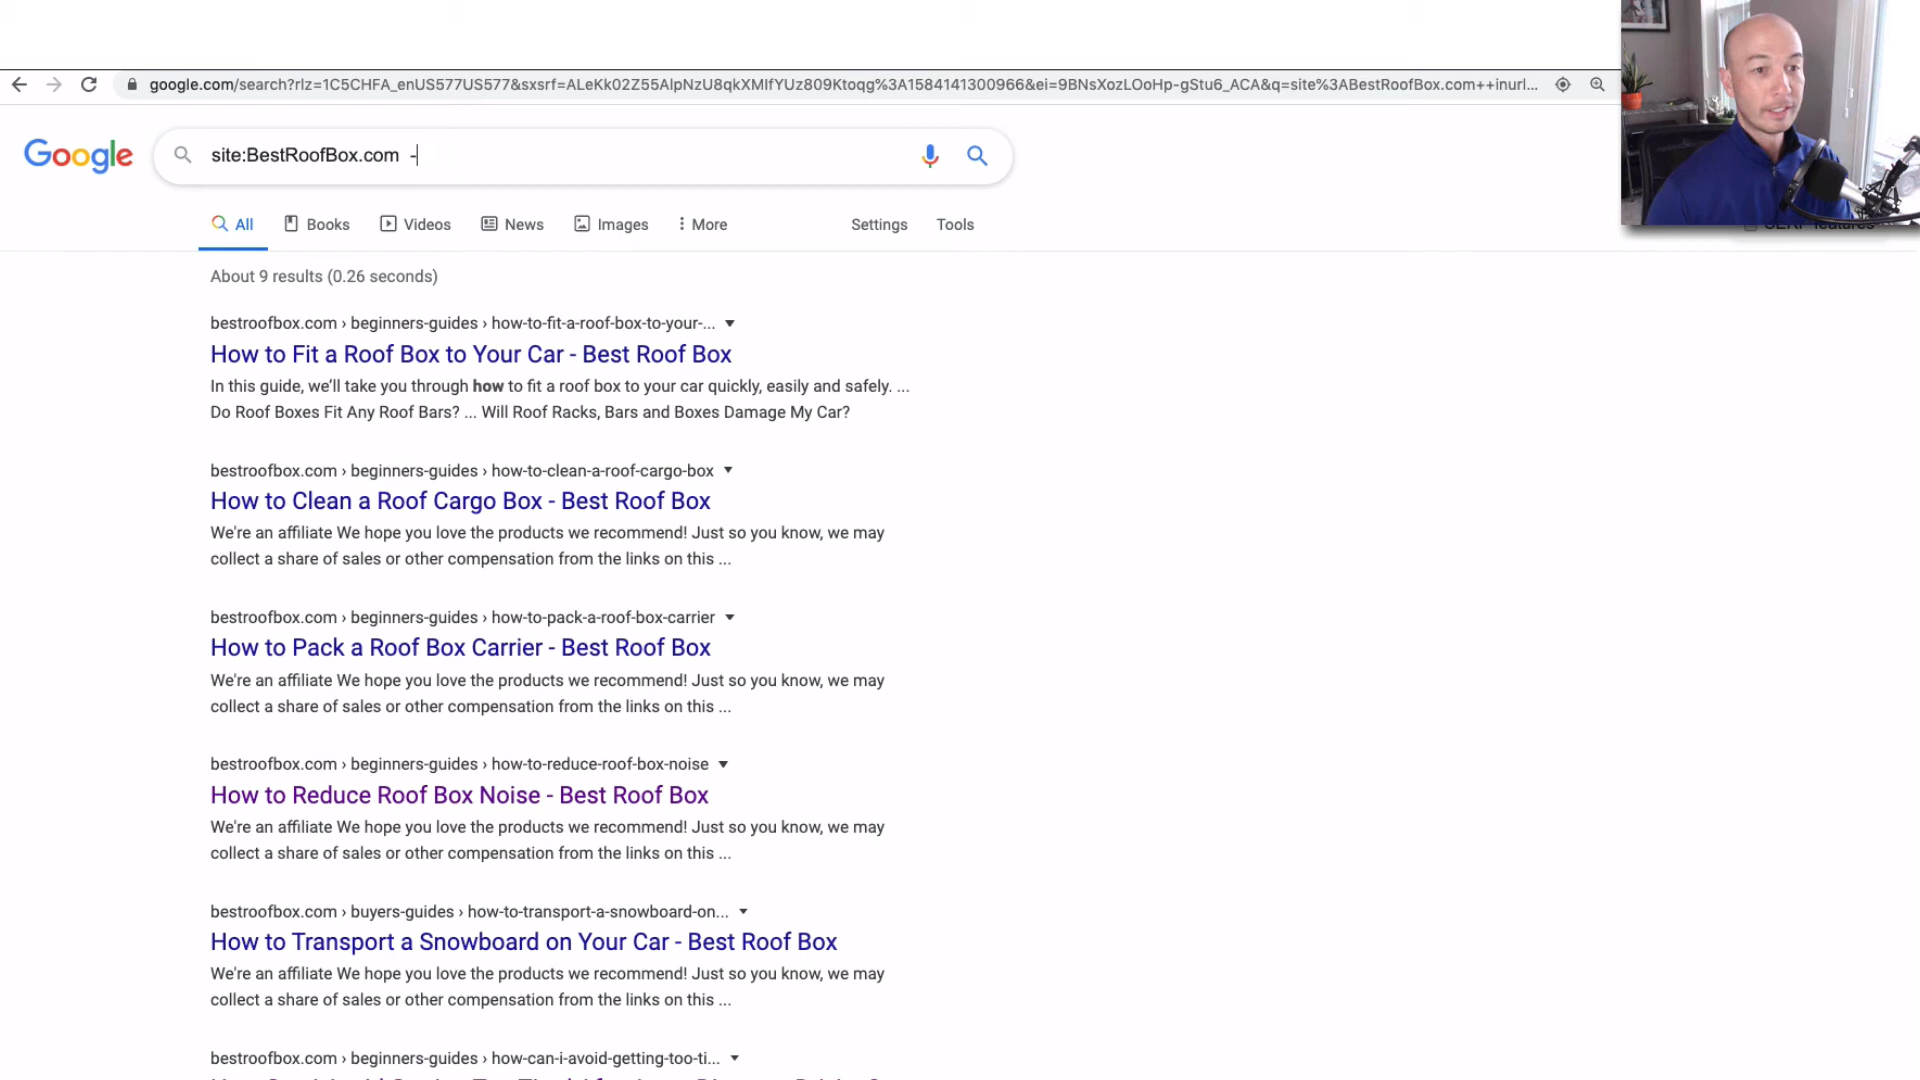 google.com/search?rlz=1C5CHFA_enUS577US577&sxsrf=ALeKk02Z55AlpNzU8qkXMIfYUz809Ktoqg%3A1584141300966&ei=9BNsXozLOoHp-gStu6_ACA&q=site%3ABestRoofBox.com++inurl...
Google
site:BestRoofBox.com -
All Books Videos News Images More Settings Tools
SERP features
About 9 results (0.26 seconds)
bestroofbox.com › beginners-guides › how-to-fit-a-roof-box-to-your-...
How to Fit a Roof Box to Your Car - Best Roof Box
In this guide, we'll take you through how to fit a roof box to your car quickly, easily and safely. ...
Do Roof Boxes Fit Any Roof Bars? ... Will Roof Racks, Bars and Boxes Damage My Car?
bestroofbox.com › beginners-guides › how-to-clean-a-roof-cargo-box
How to Clean a Roof Cargo Box - Best Roof Box
We're an affiliate We hope you love the products we recommend! Just so you know, we may
collect a share of sales or other compensation from the links on this ...
bestroofbox.com › beginners-guides › how-to-pack-a-roof-box-carrier
How to Pack a Roof Box Carrier - Best Roof Box
We're an affiliate We hope you love the products we recommend! Just so you know, we may
collect a share of sales or other compensation from the links on this ...
bestroofbox.com › beginners-guides › how-to-reduce-roof-box-noise
How to Reduce Roof Box Noise - Best Roof Box
We're an affiliate We hope you love the products we recommend! Just so you know, we may
collect a share of sales or other compensation from the links on this ...
bestroofbox.com › buyers-guides › how-to-transport-a-snowboard-on...
How to Transport a Snowboard on Your Car - Best Roof Box
We're an affiliate We hope you love the products we recommend! Just so you know, we may
collect a share of sales or other compensation from the links on this ...
bestroofbox.com › beginners-guides › how-can-i-avoid-getting-too-ti...